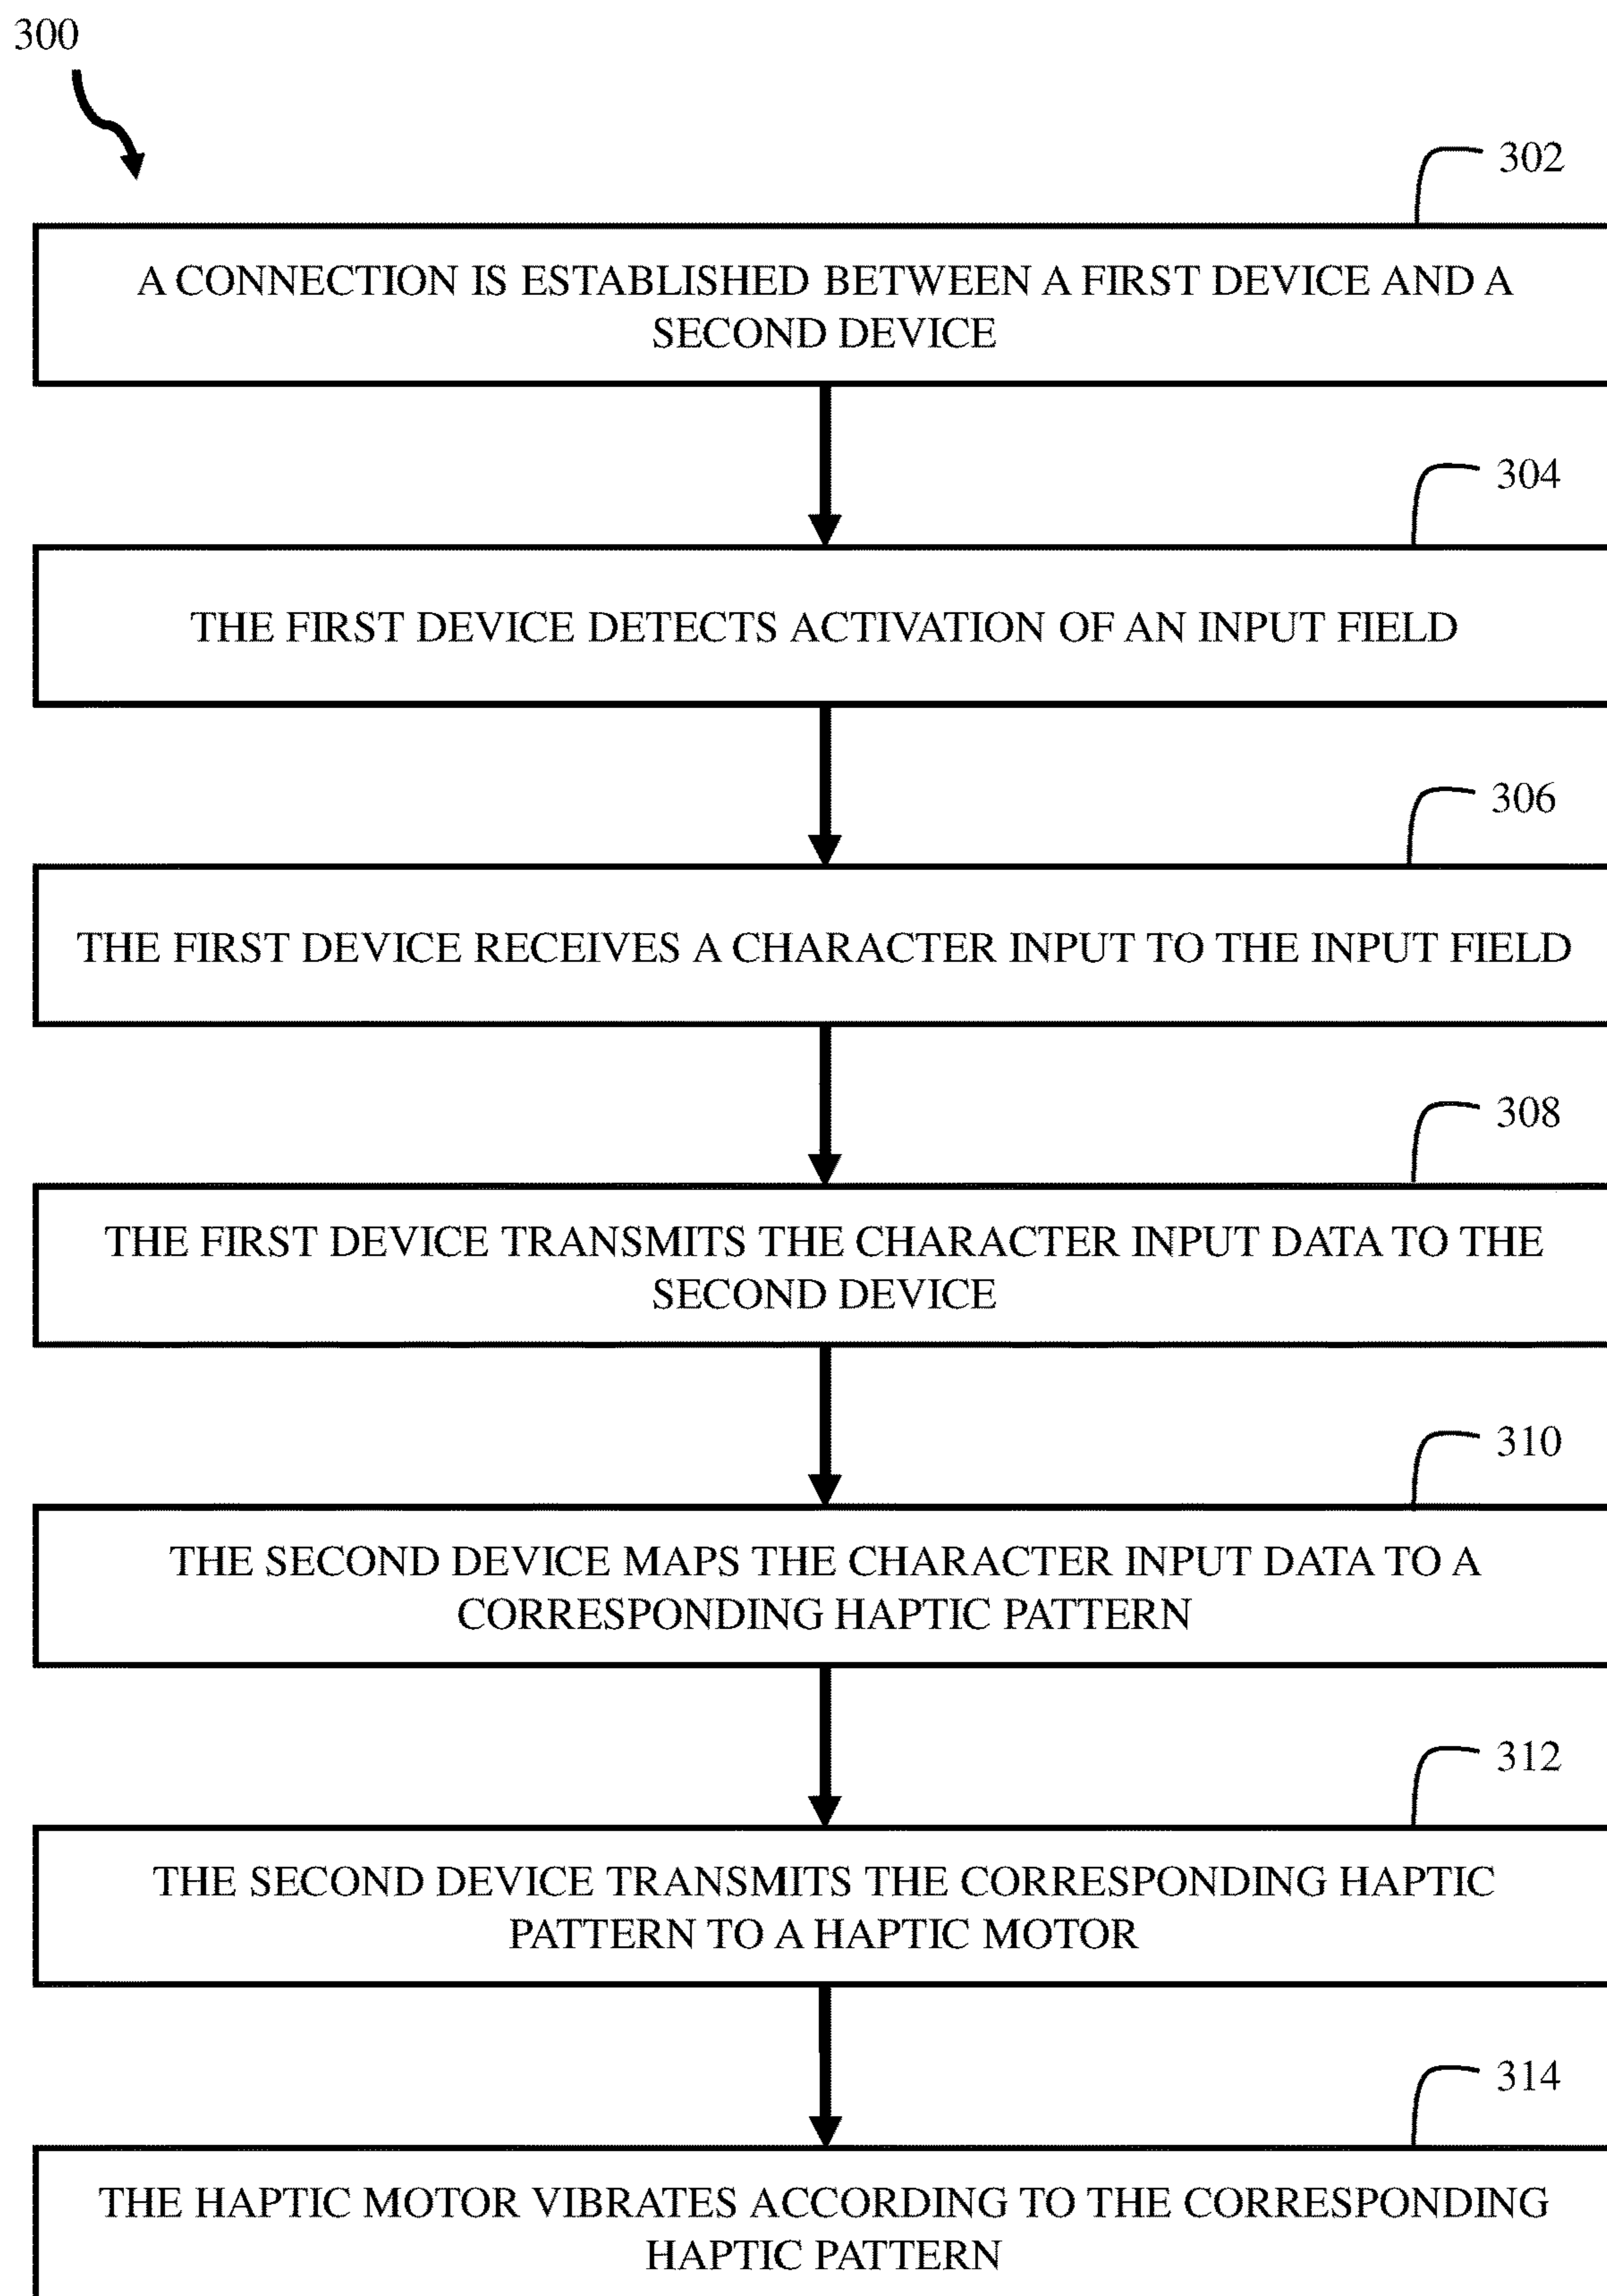 300
302
A CONNECTION IS ESTABLISHED BETWEEN A FIRST DEVICE AND A
SECOND DEVICE
304
THE FIRST DEVICE DETECTS ACTIVATION OF AN INPUT FIELD
306
THE FIRST DEVICE RECEIVES A CHARACTER INPUT TO THE INPUT FIELD
308
THE FIRST DEVICE TRANSMITS THE CHARACTER INPUT DATA TO THE
SECOND DEVICE
310
THE SECOND DEVICE MAPS THE CHARACTER INPUT DATA TO A
CORRESPONDING HAPTIC PATTERN
312
THE SECOND DEVICE TRANSMITS THE CORRESPONDING HAPTIC
PATTERN TO A HAPTIC MOTOR
314
THE HAPTIC MOTOR VIBRATES ACCORDING TO THE CORRESPONDING
HAPTIC PATTERN